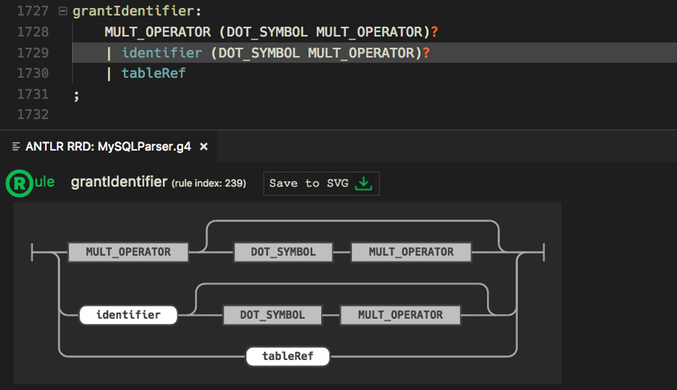 1727 grantIdentifier:
1728 MULT_OPERATOR (DOT_SYMBOL MULT_OPERATOR)?
1729 | identifier (DOT_SYMBOL MULT_OPERATOR)?
1730 | tableRef
1731 ;
1732
ANTLR RRD: MySQLParser.g4 ×
Rule grantIdentifier (rule index: 239) Save to SVG
MULT_OPERATOR DOT_SYMBOL MULT_OPERATOR
identifier DOT_SYMBOL MULT_OPERATOR
tableRef